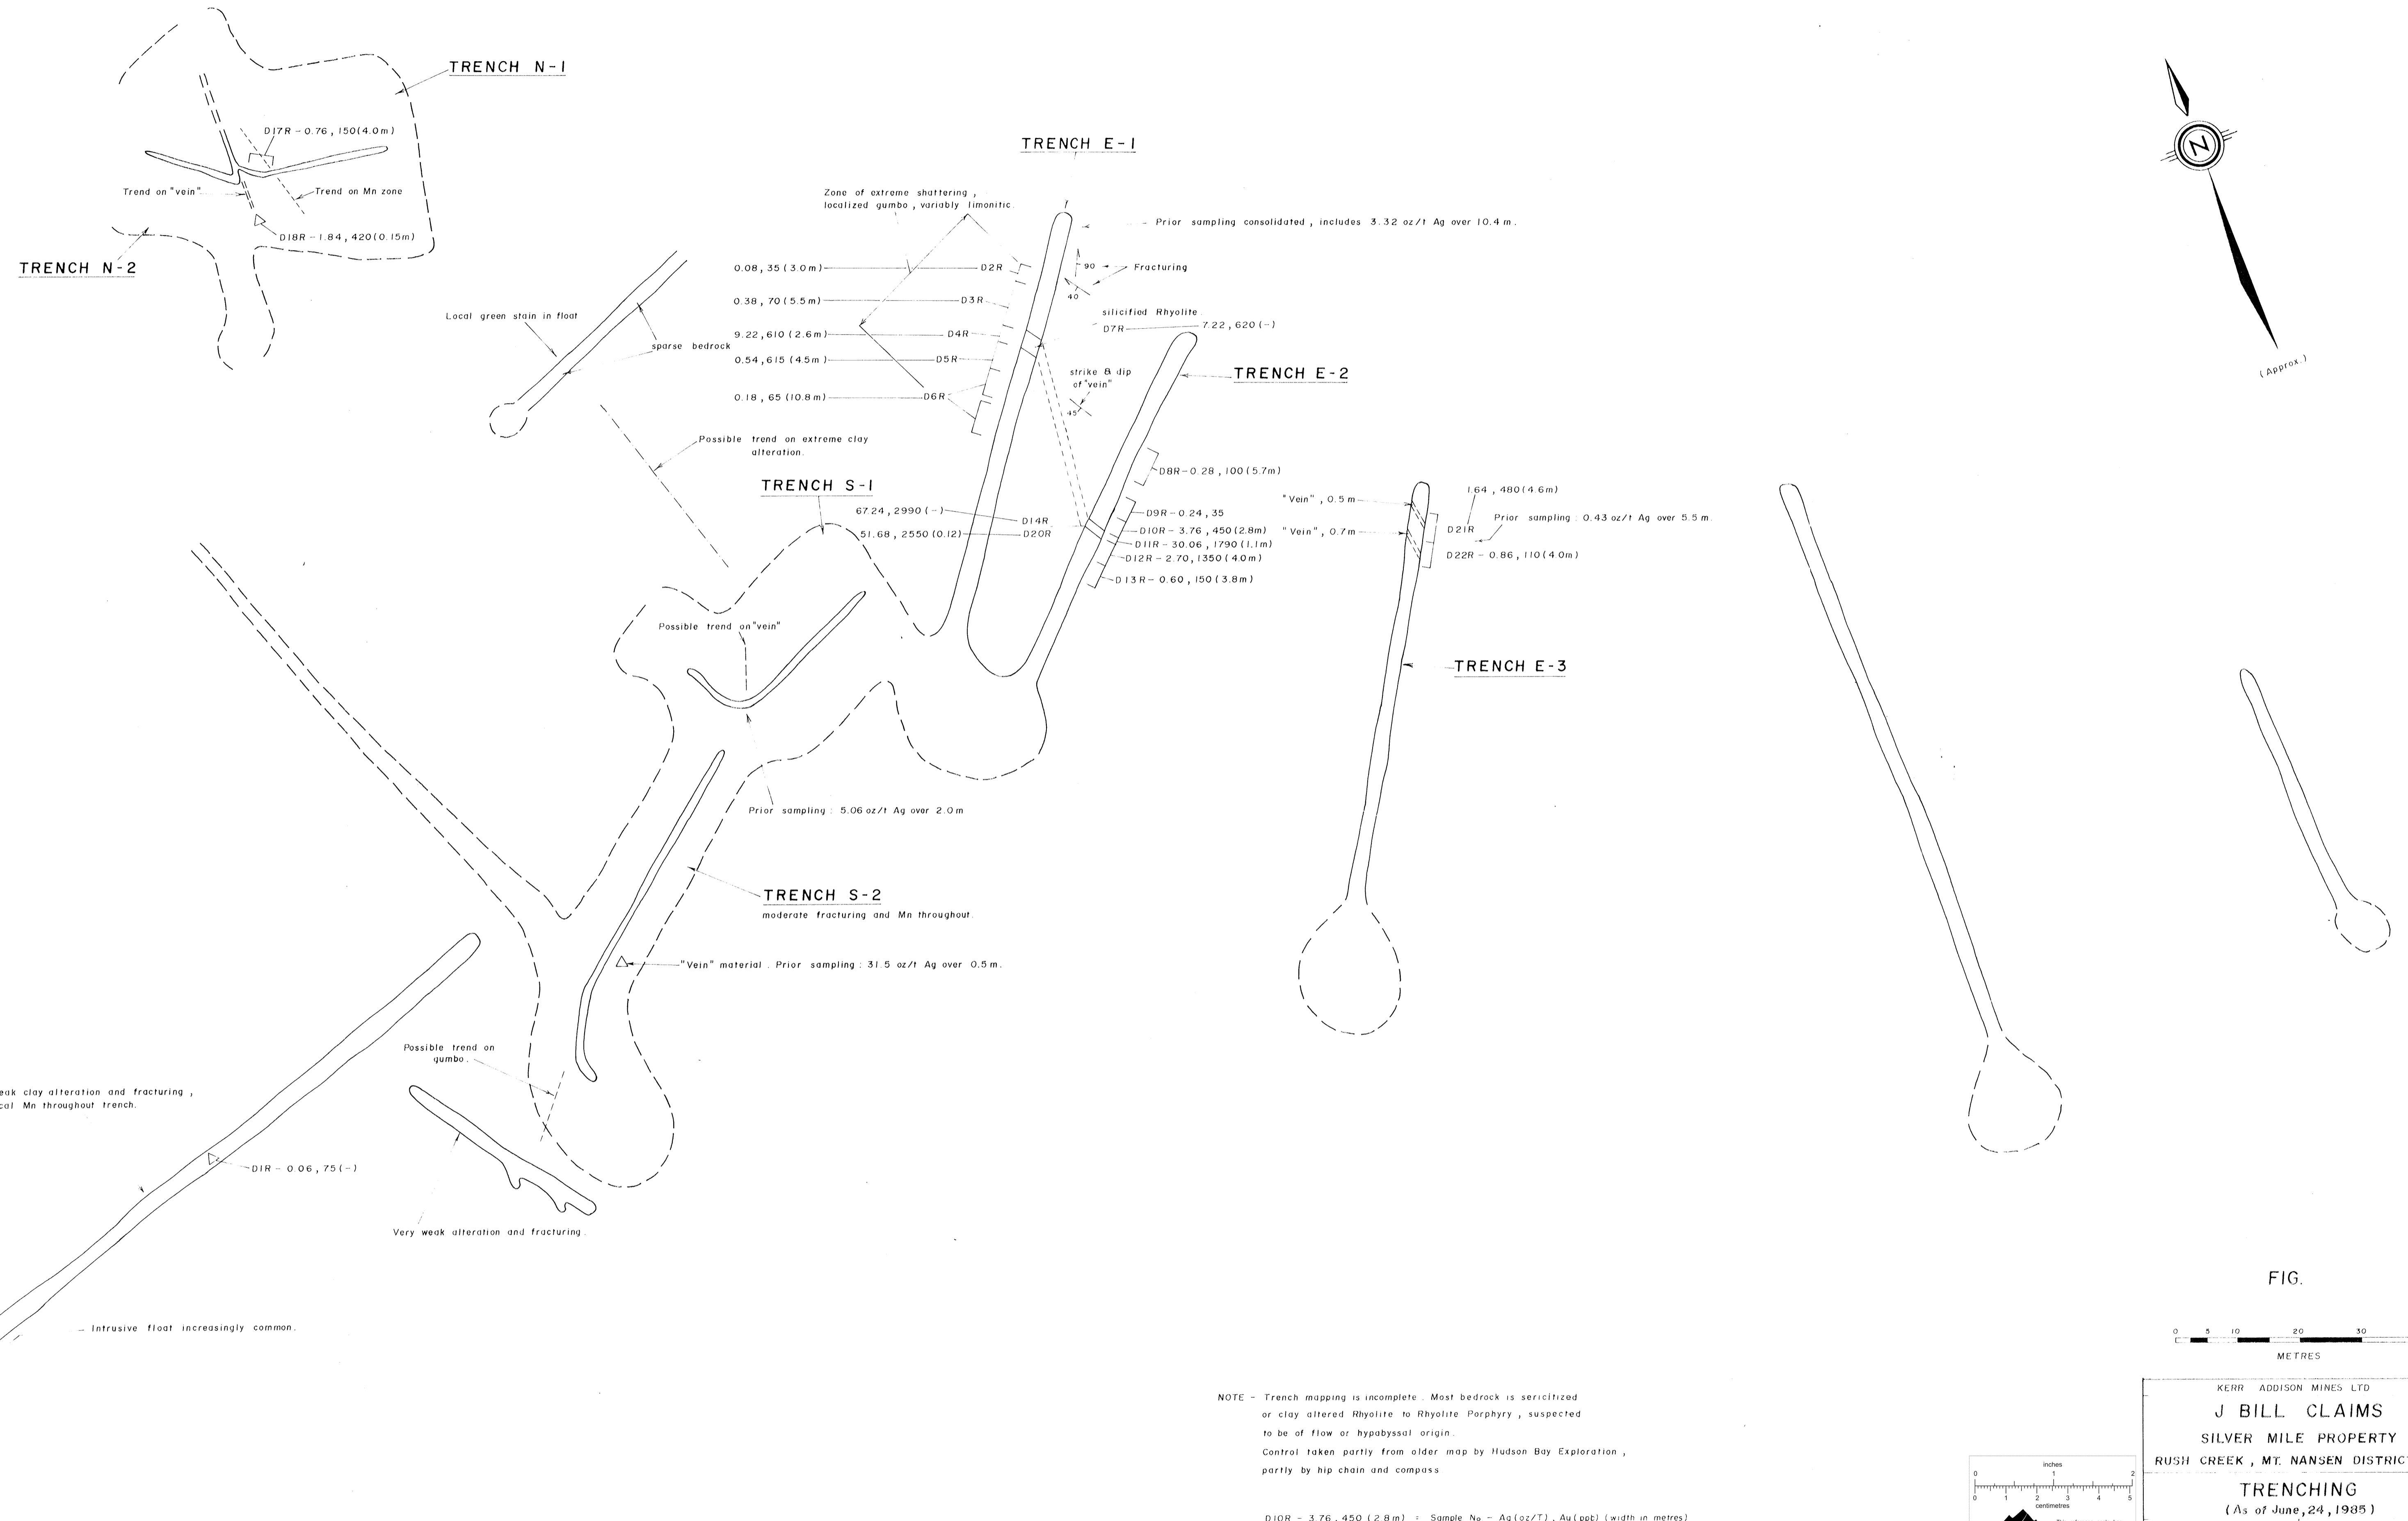 TRENCH N-1
D17R-0.76, 150(4.0m)
Trend on "vein"
Trend on Mn zone
D18R-1.84, 420(0.15m)
TRENCH N-2
TRENCH E-1
Zone of extreme shattering,
localized gumbo, variably limonitic.
Prior sampling consolidated, includes 3.32 oz/t Ag over 10.4 m.
0.08, 35 (3.0m) D2R
90
Fracturing
0.38, 70 (5.5m) D3R
40
Local green stain in float
sparse bedrock
silicified Rhyolite
D7R 7.22, 620 (-)
9.22, 610 (2.6m) D4R
0.54, 615 (4.5m) D5R
0.18, 65 (10.8m) D6R
strike & dip
of "vein"
45
TRENCH E-2
(Approx.)
N
Possible trend on extreme clay
alteration.
TRENCH S-1
D8R-0.28, 100 (5.7m)
67.24, 2990 (-) D14R
51.68, 2550 (0.12) D20R
D9R-0.24, 35
D10R-3.76, 450 (2.8m)
D11R-30.06, 1790 (1.1m)
D12R-2.70, 1350 (4.0m)
D13R-0.60, 150 (3.8m)
"Vein", 0.5 m
"Vein", 0.7m
1.64, 480(4.6m)
Prior sampling: 0.43 oz/t Ag over 5.5 m.
D21R
D22R-0.86, 110(4.0m)
Possible trend on "vein"
TRENCH E-3
Prior sampling: 5.06 oz/t Ag over 2.0 m
TRENCH S-2
moderate fracturing and Mn throughout.
"Vein" material. Prior sampling: 31.5 oz/t Ag over 0.5 m.
Possible trend on
gumbo.
clay alteration and fracturing,
Mn throughout trench.
D1R-0.06, 75 (-)
Very weak alteration and fracturing.
Intrusive float increasingly common.
FIG.
0 5 10 20 30
METRES
NOTE - Trench mapping is incomplete. Most bedrock is sericitized
or clay altered Rhyolite to Rhyolite Porphyry, suspected
to be of flow or hypabyssal origin.
Control taken partly from older map by Hudson Bay Exploration,
partly by hip chain and compass
D10R - 3.76, 450 (2.8m) = Sample No - Ag(oz/T), Au(ppb) (width in metres)
inches
0 1 2
0 1 2 3 4 5
centimetres
KERR ADDISON MINES LTD
J BILL CLAIMS
SILVER MILE PROPERTY
RUSH CREEK, MT. NANSEN
TRENCHING
(As of June, 24, 1985)